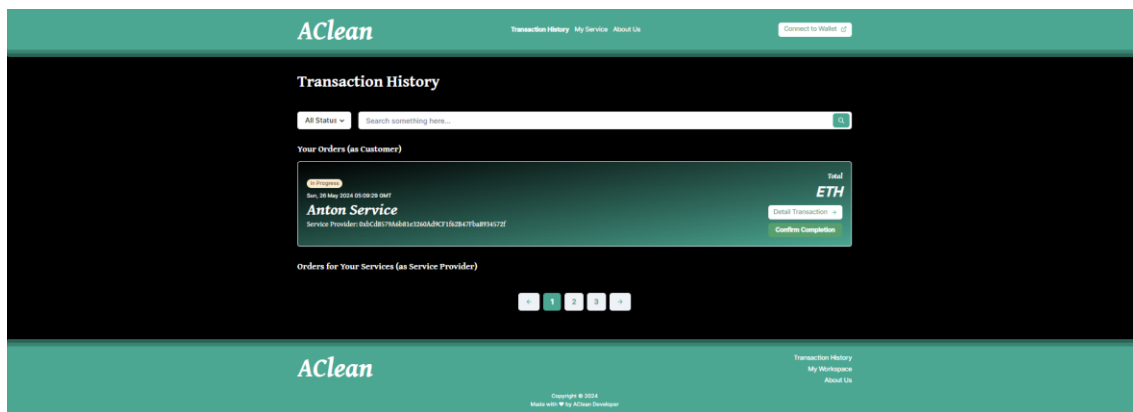 AClean
Transaction History My Service About Us
Connect to Wallet
Transaction History
All Status
Search something here...
Your Orders (as Customer)
In Progress
Sun, 26 May 2024 05:09:29 GMT
Anton Service
Service Provider:
Total
ETH
Detail Transaction →
Confirm Completion
Orders for Your Services (as Service Provider)
← 1 2 3 →
AClean
Transaction History
My Workspace
About Us
Copyright © 2024
Made with ♥ by AClean Developer